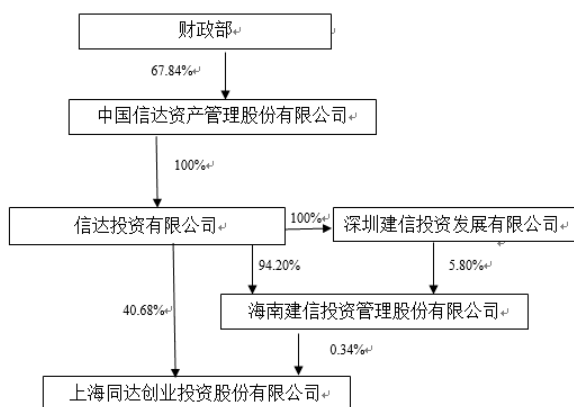 财政部
67.84%
中国信达资产管理股份有限公司
100%
信达投资有限公司
100%
深圳建信投资发展有限公司
94.20%
5.80%
40.68%
海南建信投资管理股份有限公司
0.34%
上海同达创业投资股份有限公司